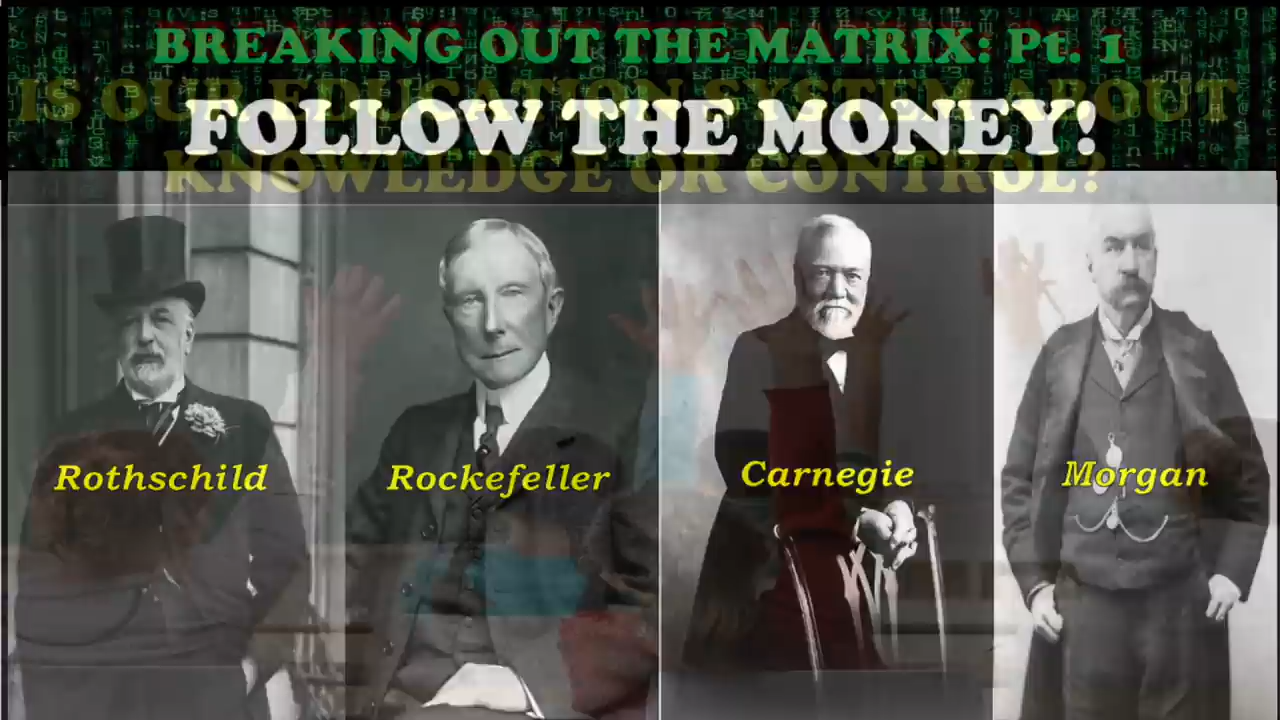 BREAKING OUT THE MATRIX: Pt. 1
IS OUR EDUCATION SYSTEM ABOUT
FOLLOW THE MONEY!
KNOWLEDGE OR CONTROL?
Rothschild
Rockefeller
Carnegie
Morgan